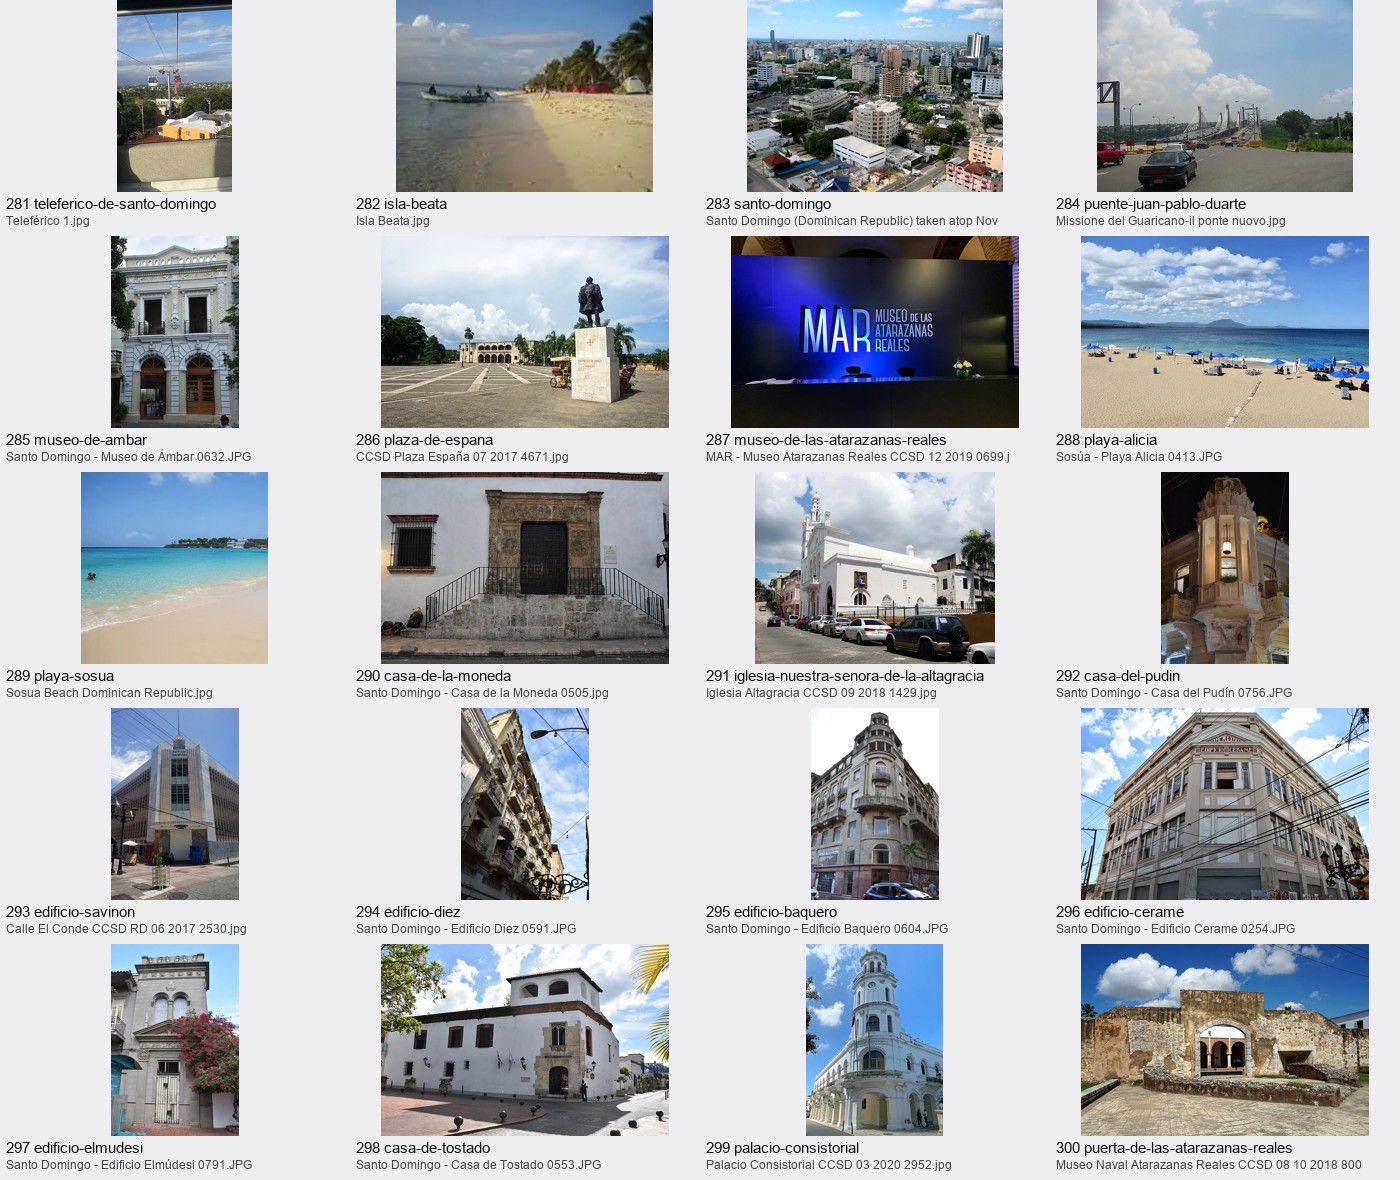 281 teleferico-de-santo-domingo
Teleférico 1.jpg
282 isla-beata
Isla Beata.jpg
283 santo-domingo
Santo Domingo (Dominican Republic) taken atop Nov
284 puente-juan-pablo-duarte
Missione del Guaricano-il ponte nuovo.jpg
285 museo-de-ambar
Santo Domingo - Museo de Ámbar 0632.JPG
286 plaza-de-espana
CCSD Plaza España 07 2017 4671.jpg
MAR MUSEO DE LAS
ATARAZANAS
REALES
287 museo-de-las-atarazanas-reales
MAR - Museo Atarazanas Reales CCSD 12 2019 0699.j
288 playa-alicia
Sosúa - Playa Alicia 0413.JPG
289 playa-sosua
Sosua Beach Dominican Republic.jpg
290 casa-de-la-moneda
Santo Domingo - Casa de la Moneda 0505.jpg
291 iglesia-nuestra-senora-de-la-altagracia
Iglesia Altagracia CCSD 09 2018 1429.jpg
292 casa-del-pudin
Santo Domingo - Casa del Pudín 0756.JPG
293 edificio-savinon
Calle El Conde CCSD RD 06 2017 2530.jpg
294 edificio-diez
Santo Domingo - Edificio Diez 0591.JPG
295 edificio-baquero
Santo Domingo - Edificio Baquero 0604.JPG
EDIFICIO CERAME
296 edificio-cerame
Santo Domingo - Edificio Cerame 0254.JPG
297 edificio-elmudesi
Santo Domingo - Edificio Elmúdesi 0791.JPG
298 casa-de-tostado
Santo Domingo - Casa de Tostado 0553.JPG
299 palacio-consistorial
Palacio Consistorial CCSD 03 2020 2952.jpg
300 puerta-de-las-atarazanas-reales
Museo Naval Atarazanas Reales CCSD 08 10 2018 800